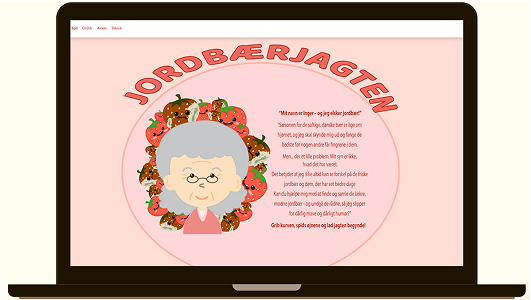 Spil Grafik Assets Teknik
JORDBÆRJAGTEN
"Mit navn er Inger - og jeg elsker jordbær!"
"Sæsonen for de saftige, danske bær er lige om
hjørnet, og jeg skal skynde mig ud og fange de
bedste før nogen andre får fingrene i dem.
Men... der et lille problem. Mit syn er ikke,
hvad det har været.
Det betyder at jeg ikke altid kan se forskel på de friske
jordbær og dem, der har set bedre dage
Kan du hjælpe mig med at finde og samle de lækre,
modne jordbær - og undgå de rådne, så jeg slipper
for dårlig mave og dårligt humør?"
Grib kurven, spids øjnene og lad jagten begynde!